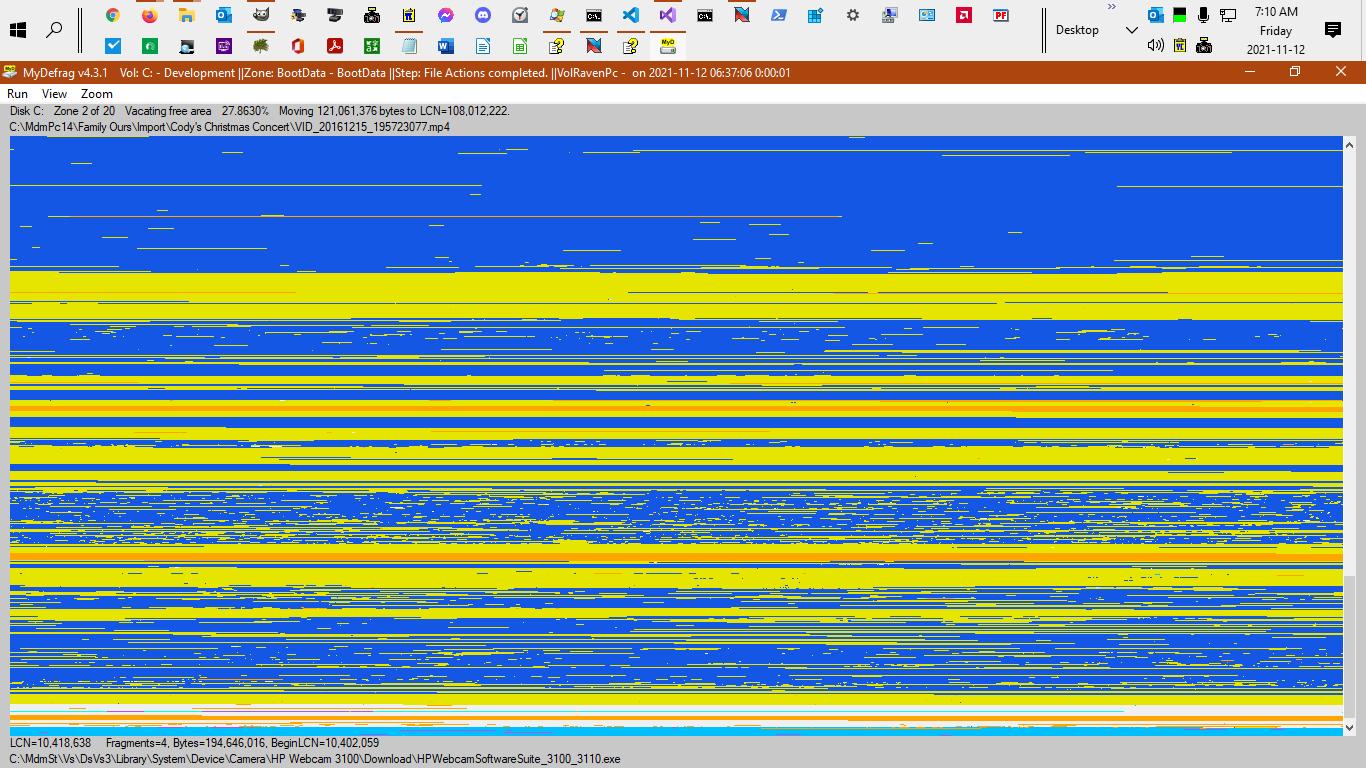 7:10 AM
Desktop
Friday
2021-11-12
MyDefrag v4.3.1 Vol: C: - Development ||Zone: BootData - BootData ||Step: File Actions completed. ||VolRavenPc - on 2021-11-12 06:37:06 0:00:01
Run View Zoom
Disk C: Zone 2 of 20 Vacating free area 27.8630% Moving 121,061,376 bytes to LCN=108,012,222.
C:\MdmPc14\Family Ours\Import\Cody's Christmas Concert\VID_20161215_195723077.mp4
LCN=10,418,638 Fragments=4, Bytes=194,646,016, BeginLCN=10,402,059
C:\MdmSt\Vs\DsVs3\Library\System\Device\Camera\HP Webcam 3100\Download\HPWebcamSoftwareSuite_3100_3110.exe